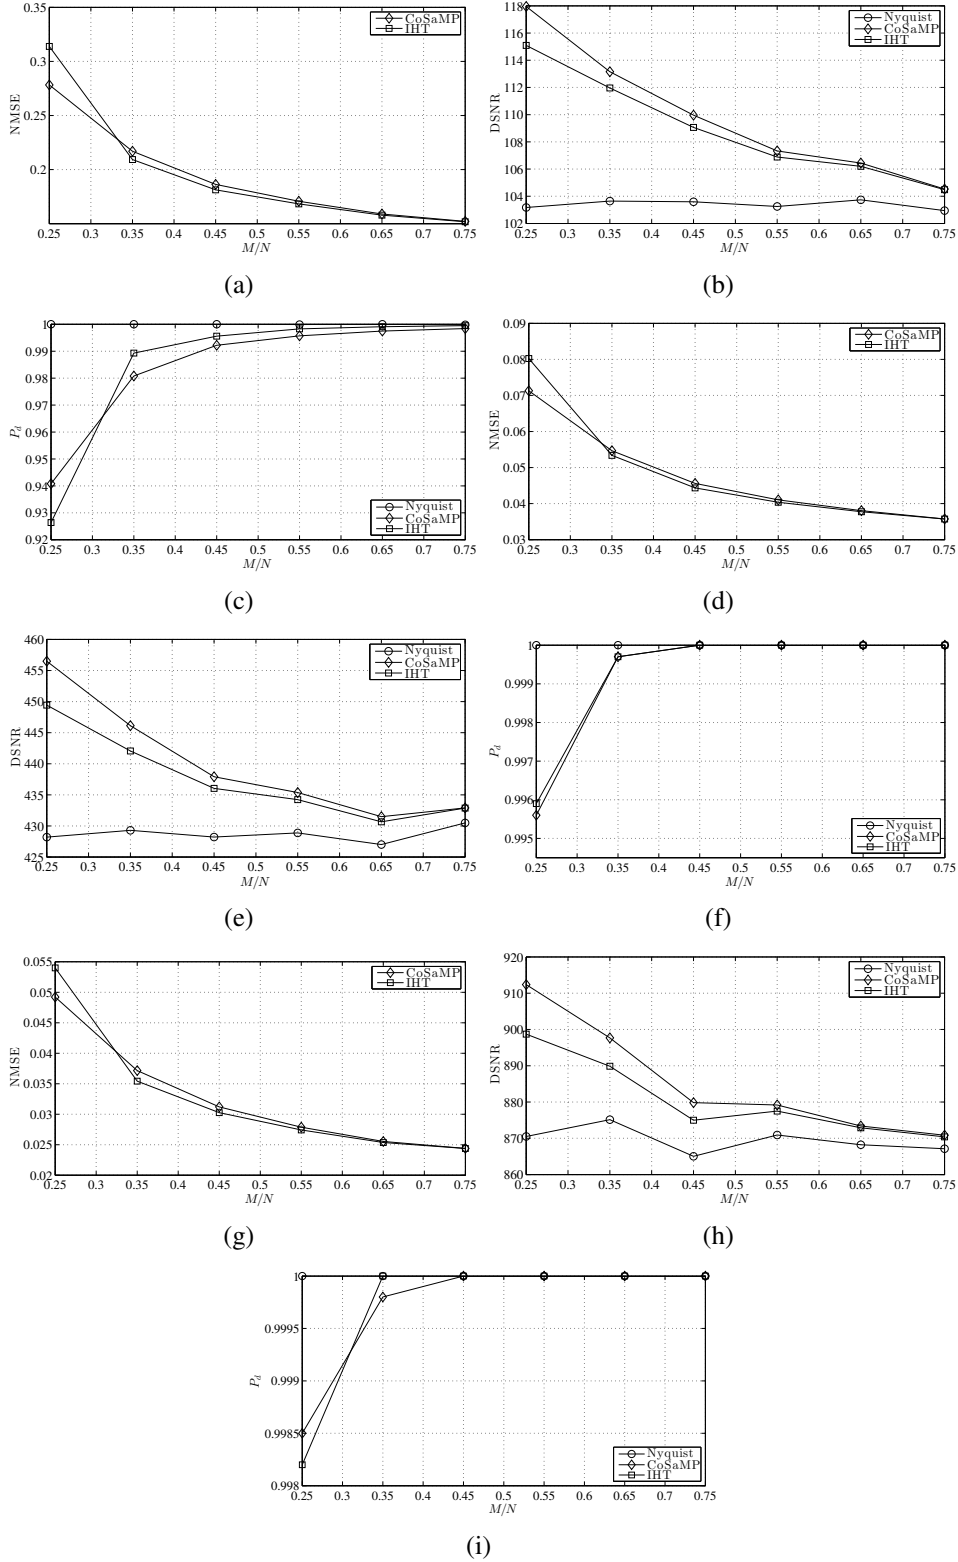 0.35
0.3
0.25
0.2
NMSE
CoSaMP
IHT
0.25 0.3 0.35 0.4 0.45 0.5 0.55 0.6 0.65 0.7 0.75
M/N
(a)
118
116
114
112
110
108
106
104
102
DSNR
Nyquist
CoSaMP
IHT
0.25 0.3 0.35 0.4 0.45 0.5 0.55 0.6 0.65 0.7 0.75
M/N
(b)
1
0.99
0.98
0.97
0.96
0.95
0.94
0.93
0.92
Pd
Nyquist
CoSaMP
IHT
0.25 0.3 0.35 0.4 0.45 0.5 0.55 0.6 0.65 0.7 0.75
M/N
(c)
0.09
0.08
0.07
0.06
0.05
0.04
0.03
NMSE
CoSaMP
IHT
0.25 0.3 0.35 0.4 0.45 0.5 0.55 0.6 0.65 0.7 0.75
M/N
(d)
460
455
450
445
440
435
430
425
DSNR
Nyquist
CoSaMP
IHT
0.25 0.3 0.35 0.4 0.45 0.5 0.55 0.6 0.65 0.7 0.75
M/N
(e)
1
0.999
0.998
0.997
0.996
0.995
Pd
Nyquist
CoSaMP
IHT
0.25 0.3 0.35 0.4 0.45 0.5 0.55 0.6 0.65 0.7 0.75
M/N
(f)
0.055
0.05
0.045
0.04
0.035
0.03
0.025
0.02
NMSE
CoSaMP
IHT
0.25 0.3 0.35 0.4 0.45 0.5 0.55 0.6 0.65 0.7 0.75
M/N
(g)
920
910
900
890
880
870
860
DSNR
Nyquist
CoSaMP
IHT
0.25 0.3 0.35 0.4 0.45 0.5 0.55 0.6 0.65 0.7 0.75
M/N
(h)
1
0.9995
0.999
0.9985
0.998
Pd
Nyquist
CoSaMP
IHT
0.25 0.3 0.35 0.4 0.45 0.5 0.55 0.6 0.65 0.7 0.75
M/N
(i)